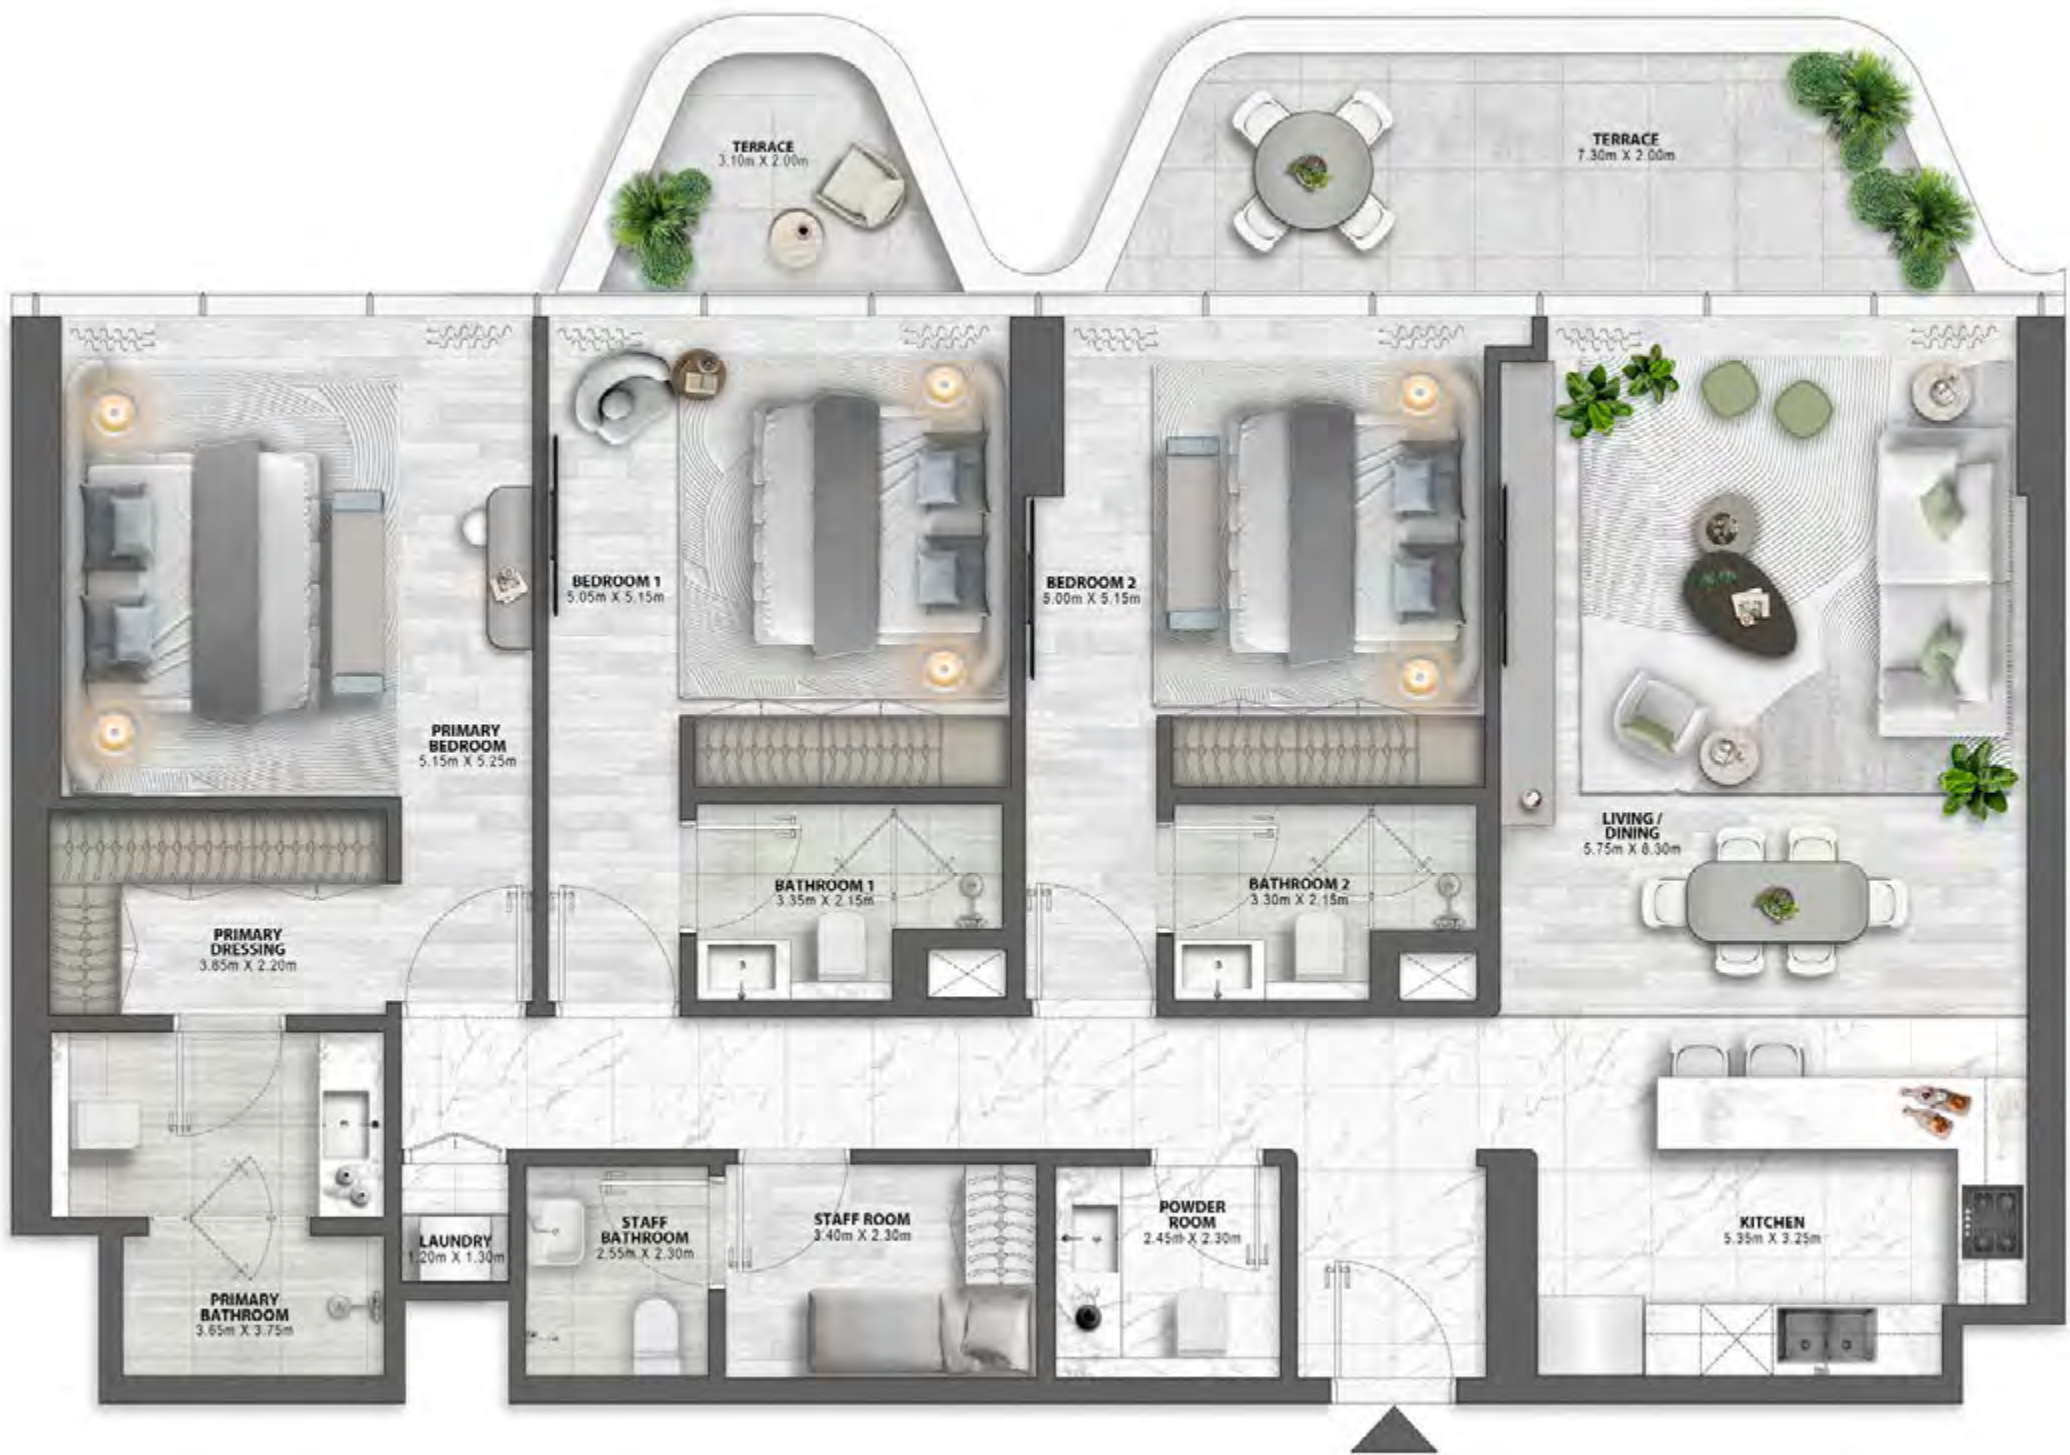 TERRACE
3.10m X 2.00m
TERRACE
7.30m X 2.00m
BEDROOM 1
5.05m X 5.15m
BEDROOM 2
5.00m X 5.15m
PRIMARY
BEDROOM
5.15m X 5.25m
LIVING /
DINING
5.75m X 8.30m
BATHROOM 1
3.35m X 2.15m
BATHROOM 2
3.30m X 2.15m
PRIMARY
DRESSING
3.85m X 2.20m
LAUNDRY
1.20m X 1.30m
STAFF
BATHROOM
2.55m X 2.30m
STAFF ROOM
3.40m X 2.30m
POWDER
ROOM
2.45m X 2.30m
KITCHEN
5.35m X 3.25m
PRIMARY
BATHROOM
3.65m X 3.75m